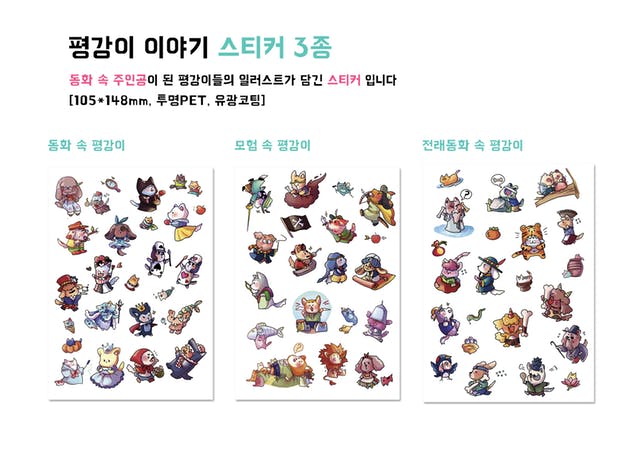 평강이 이야기 스티커 3종
동화 속 주인공이 된 평강이들의 일러스트가 담긴 스티커 입니다
[105*148mm, 투명PET, 유광코팅]
동화 속 평강이
모험 속 평강이
전래동화 속 평강이